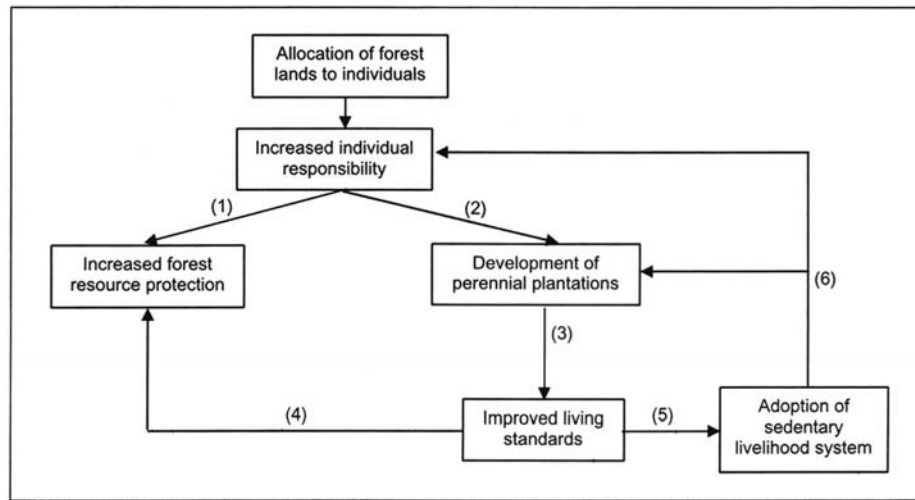 Allocation of forest
lands to individuals
Increased individual
responsibility
(1)
(2)
Increased forest
resource protection
Development of
perennial plantations
(6)
(3)
(4)
Improved living
standards
(5)
Adoption of
sedentary
livelihood system